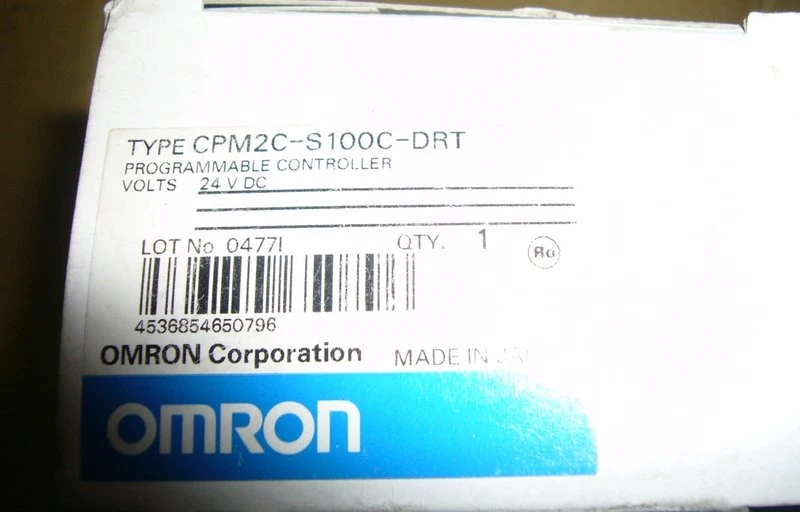 TYPE CPM2C-S100C-DRT
PROGRAMMABLE CONTROLLER
VOLTS 24 V DC
LOT No 0477I QTY. 1
4536854650796
OMRON Corporation MADE IN
OMRON